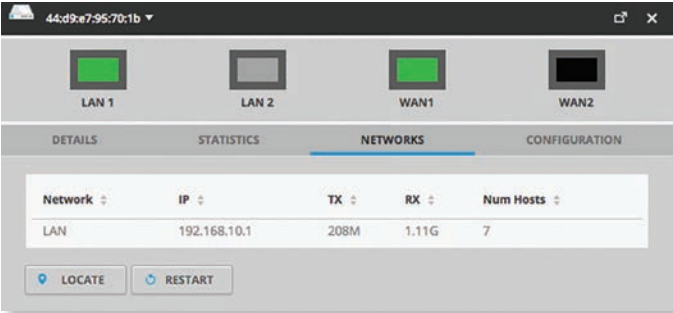 44:d9:e7:95:70:1b
LAN 1 LAN 2 WAN1 WAN2
DETAILS STATISTICS NETWORKS CONFIGURATION
Network IP TX RX Num Hosts
LAN 192.168.10.1 208M 1.11G 7
LOCATE RESTART